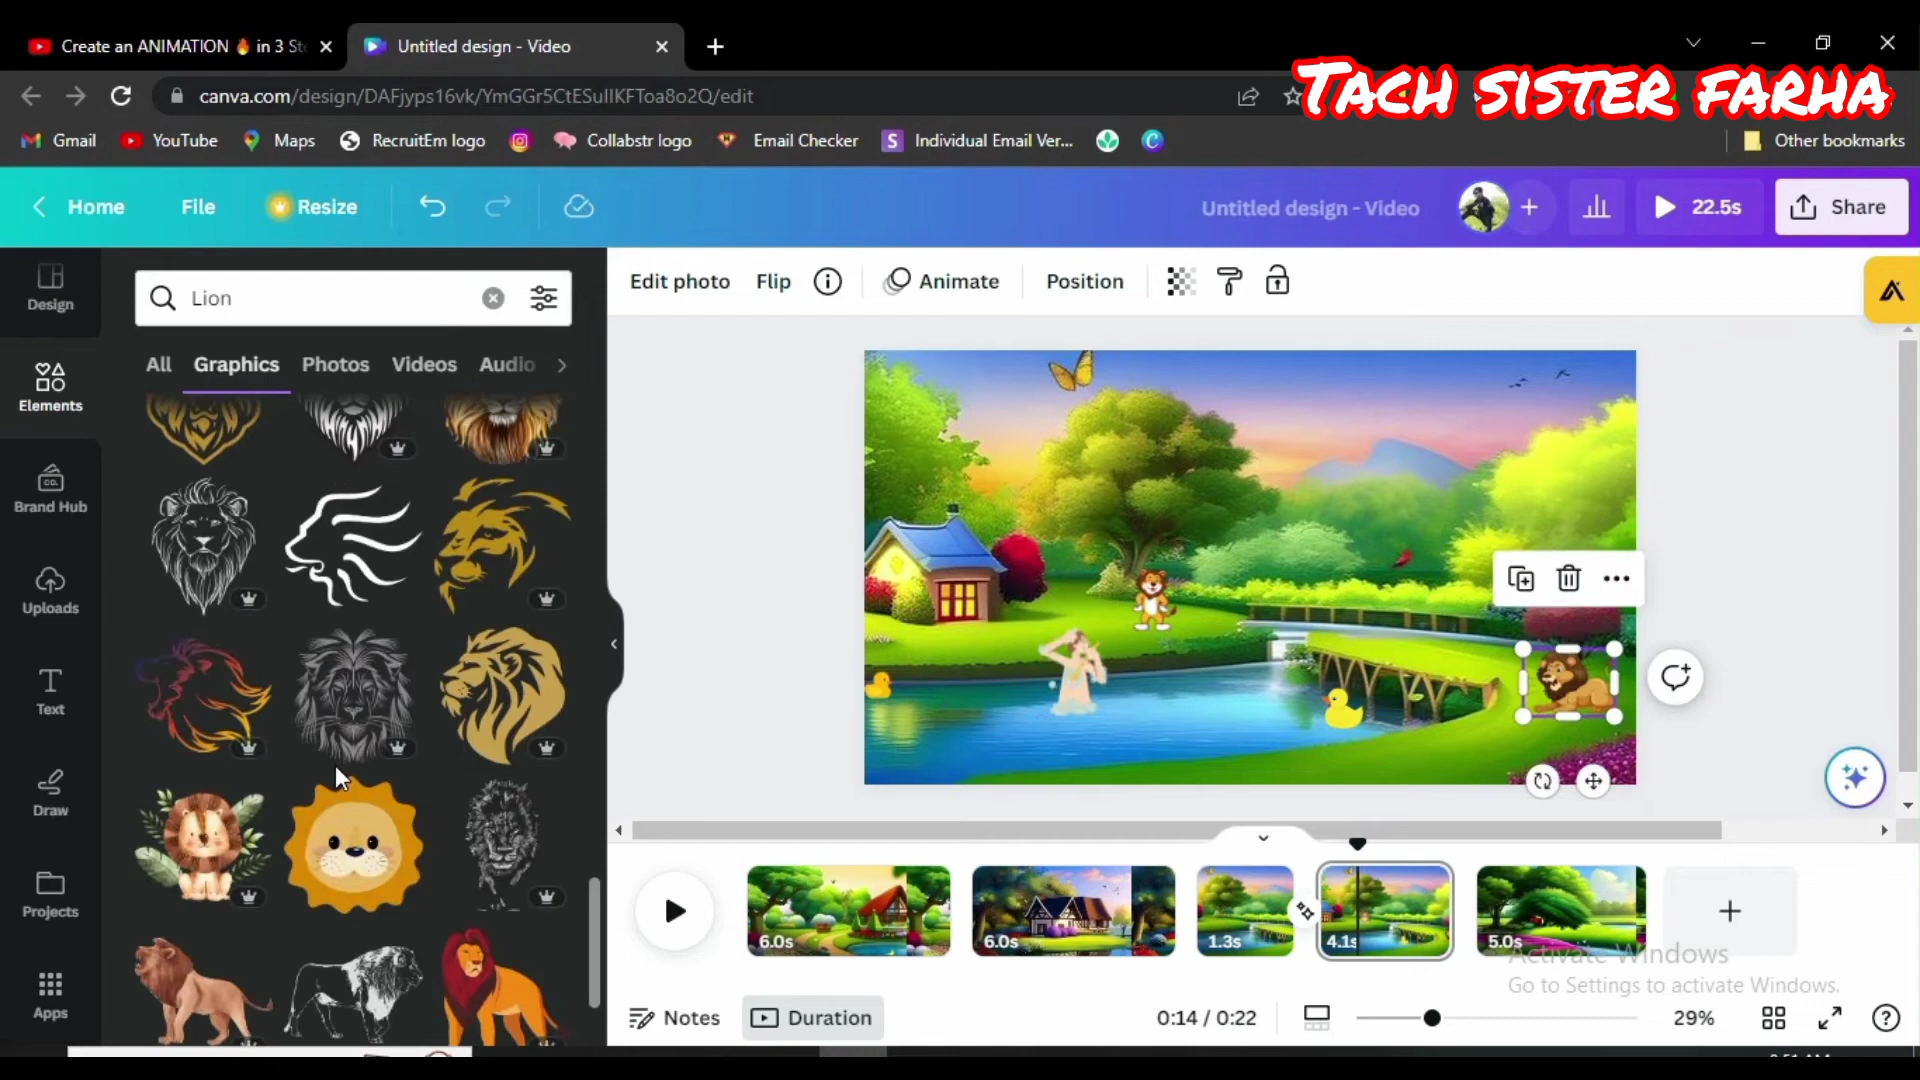 Create an ANIMATION 🔥 in 3 St
Untitled design - Video
TACH SISTER FARHA
canva.com/design/DAFjyps16vk/YmGGr5CtESuIlKFToa8o2Q/edit
Gmail
YouTube
Maps
RecruitEm logo
Collabstr logo
Email Checker
S
Individual Email Ver...
Other bookmarks
Home
File
Resize
Untitled design - Video
22.5s
Share
Design
Elements
Brand Hub
CO.
Uploads
Text
Draw
Projects
Apps
Lion
All
Graphics
Photos
Videos
Audio
Edit photo
Flip
Animate
Position
6.0s
6.0s
1.3s
4.1s
5.0s
Activate Windows
Go to Settings to activate Windows.
Notes
Duration
0:14 / 0:22
29%